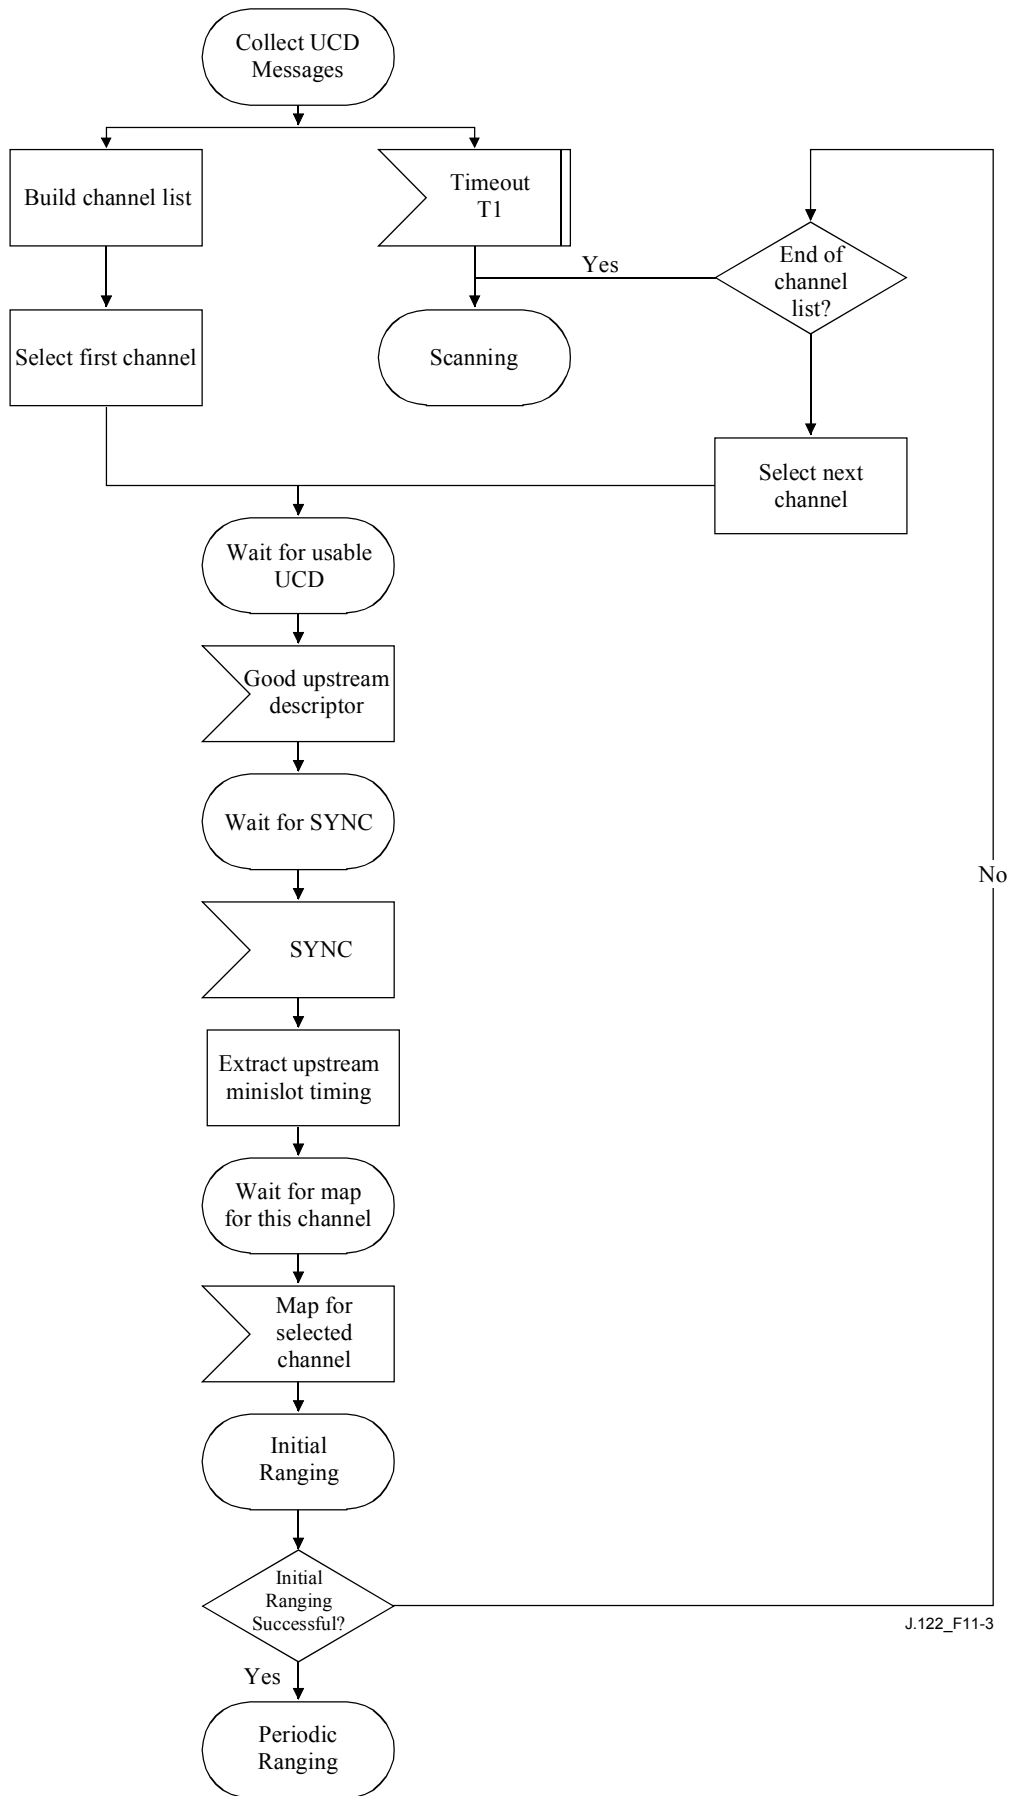 Collect UCD
Messages
Build channel list
Timeout
T1
End of
channel
list?
Yes
Select first channel
Scanning
Select next
channel
Wait for usable
UCD
Good upstream
descriptor
Wait for SYNC
No
SYNC
Extract upstream
minislot timing
Wait for map
for this channel
Map for
selected
channel
Initial
Ranging
Initial
Ranging
Successful?
J.122_F11-3
Yes
Periodic
Ranging